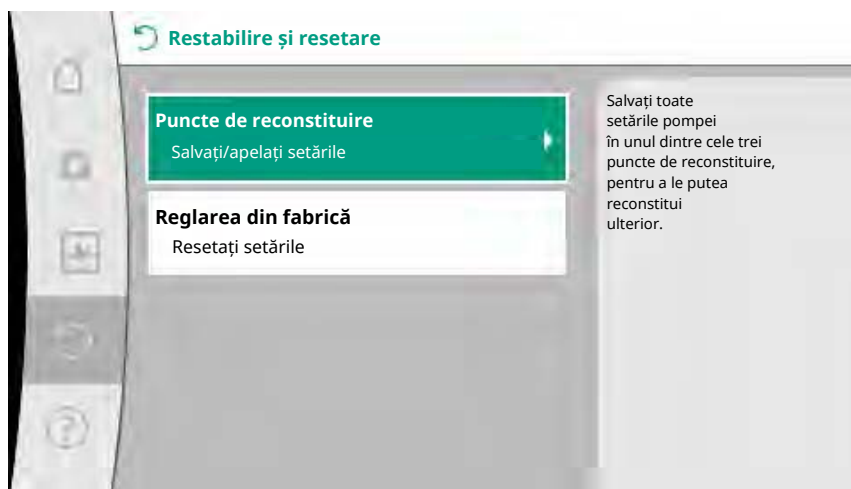 Restabilire și resetare
Puncte de reconstituire
Salvați/apelați setările
Reglarea din fabrică
Resetați setările
Salvați toate
setările pompei
în unul dintre cele trei
puncte de reconstituire,
pentru a le putea
reconstitui
ulterior.